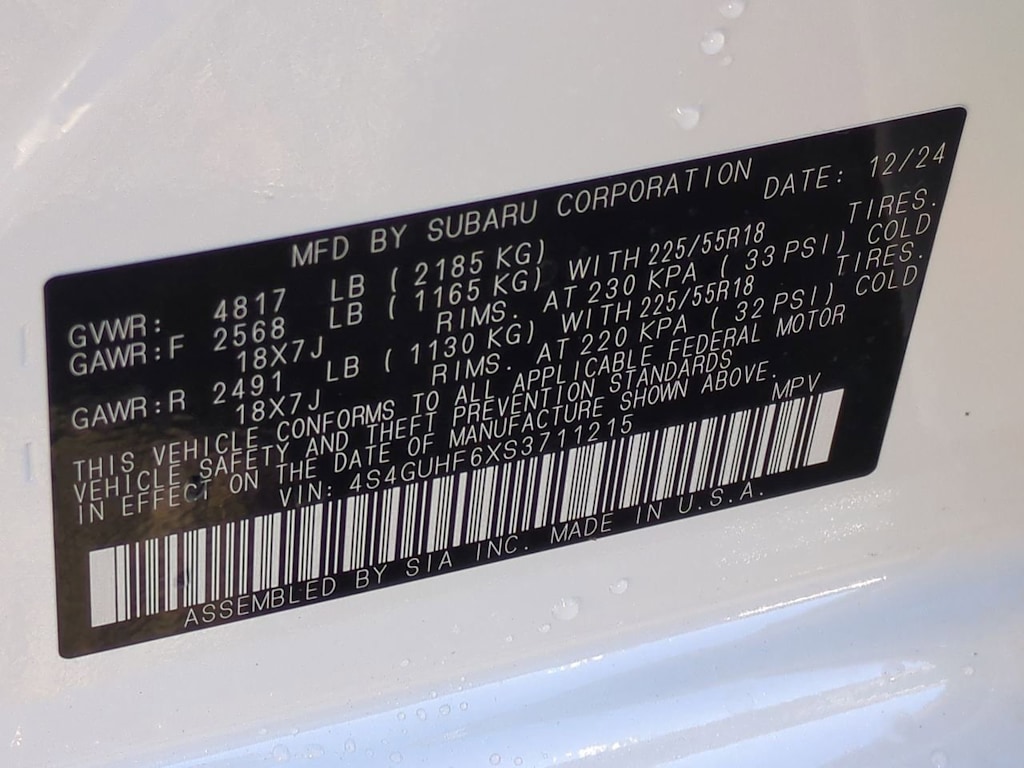 MFD BY SUBARU CORPORATION DATE: 12/24
GVWR: 4817 LB ( 2185 KG)
GAWR:F 2568 LB ( 1165 KG) WITH 225/55R18 TIRES.
18X7J RIMS. AT 230 KPA ( 33 PSI) COLD
GAWR:R 2491 LB ( 1130 KG) WITH 225/55R18 TIRES.
18X7J RIMS. AT 220 KPA ( 32 PSI) COLD
THIS VEHICLE CONFORMS TO ALL APPLICABLE FEDERAL MOTOR
VEHICLE SAFETY AND THEFT PREVENTION STANDARDS
IN EFFECT ON THE DATE OF MANUFACTURE SHOWN ABOVE.
VIN: 4S4GUHF6XS3711215 MPV
ASSEMBLED BY SIA INC. MADE IN U.S.A.